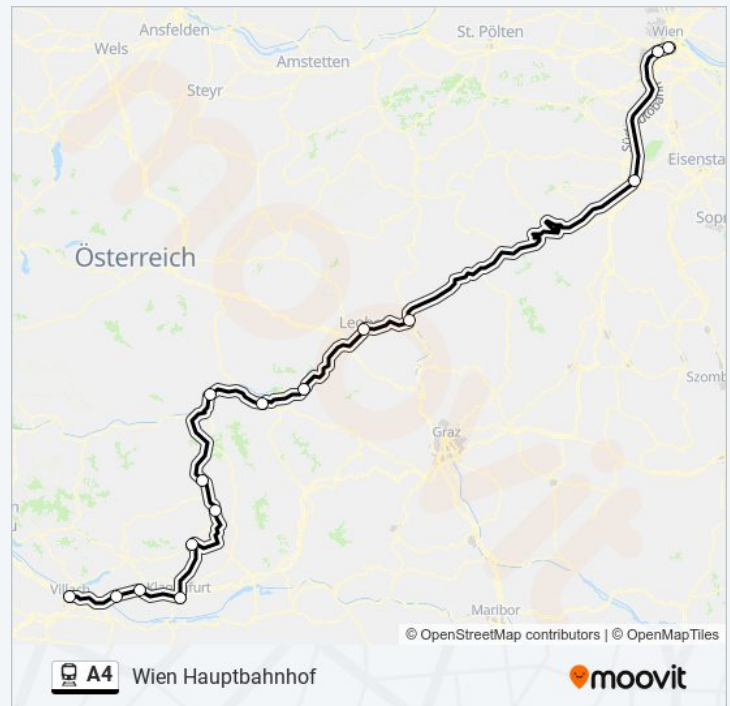 Ansfelden
Wels
Amstetten
St. Pölten
Wien
Steyr
Eisensta
Sopr
Österreich
Szomb
Graz
Villach
Maribor
© OpenStreetMap contributors | © OpenMapTiles
A4 Wien Hauptbahnhof
moovit